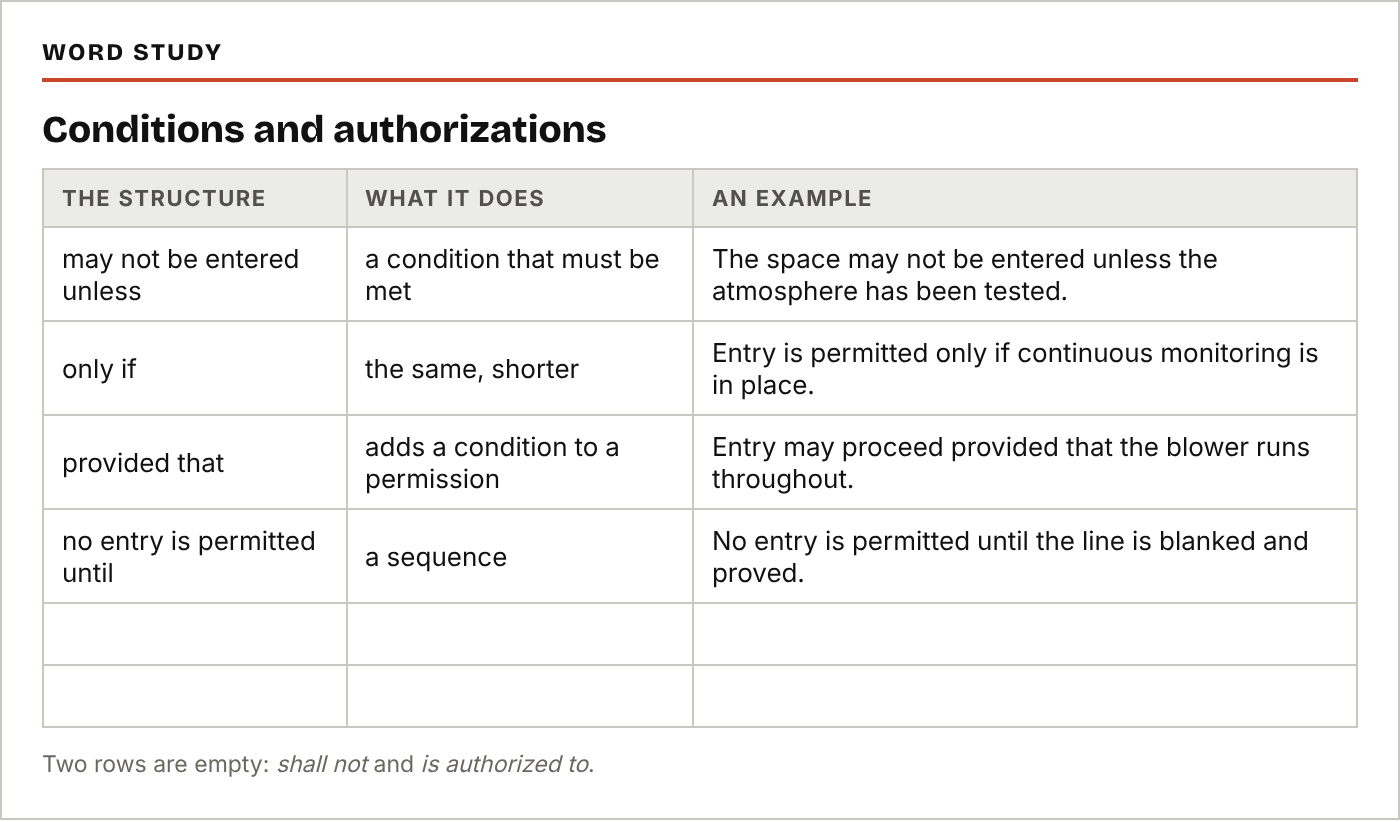 WORD STUDY
Conditions and authorizations
THE STRUCTURE
WHAT IT DOES
AN EXAMPLE
may not be entered
unless
a condition that must be
met
The space may not be entered unless the
atmosphere has been tested.
only if
the same, shorter
Entry is permitted only if continuous monitoring is
in place.
provided that
adds a condition to a
permission
Entry may proceed provided that the blower runs
throughout.
no entry is permitted
until
a sequence
No entry is permitted until the line is blanked and
proved.
Two rows are empty: shall not and is authorized to.